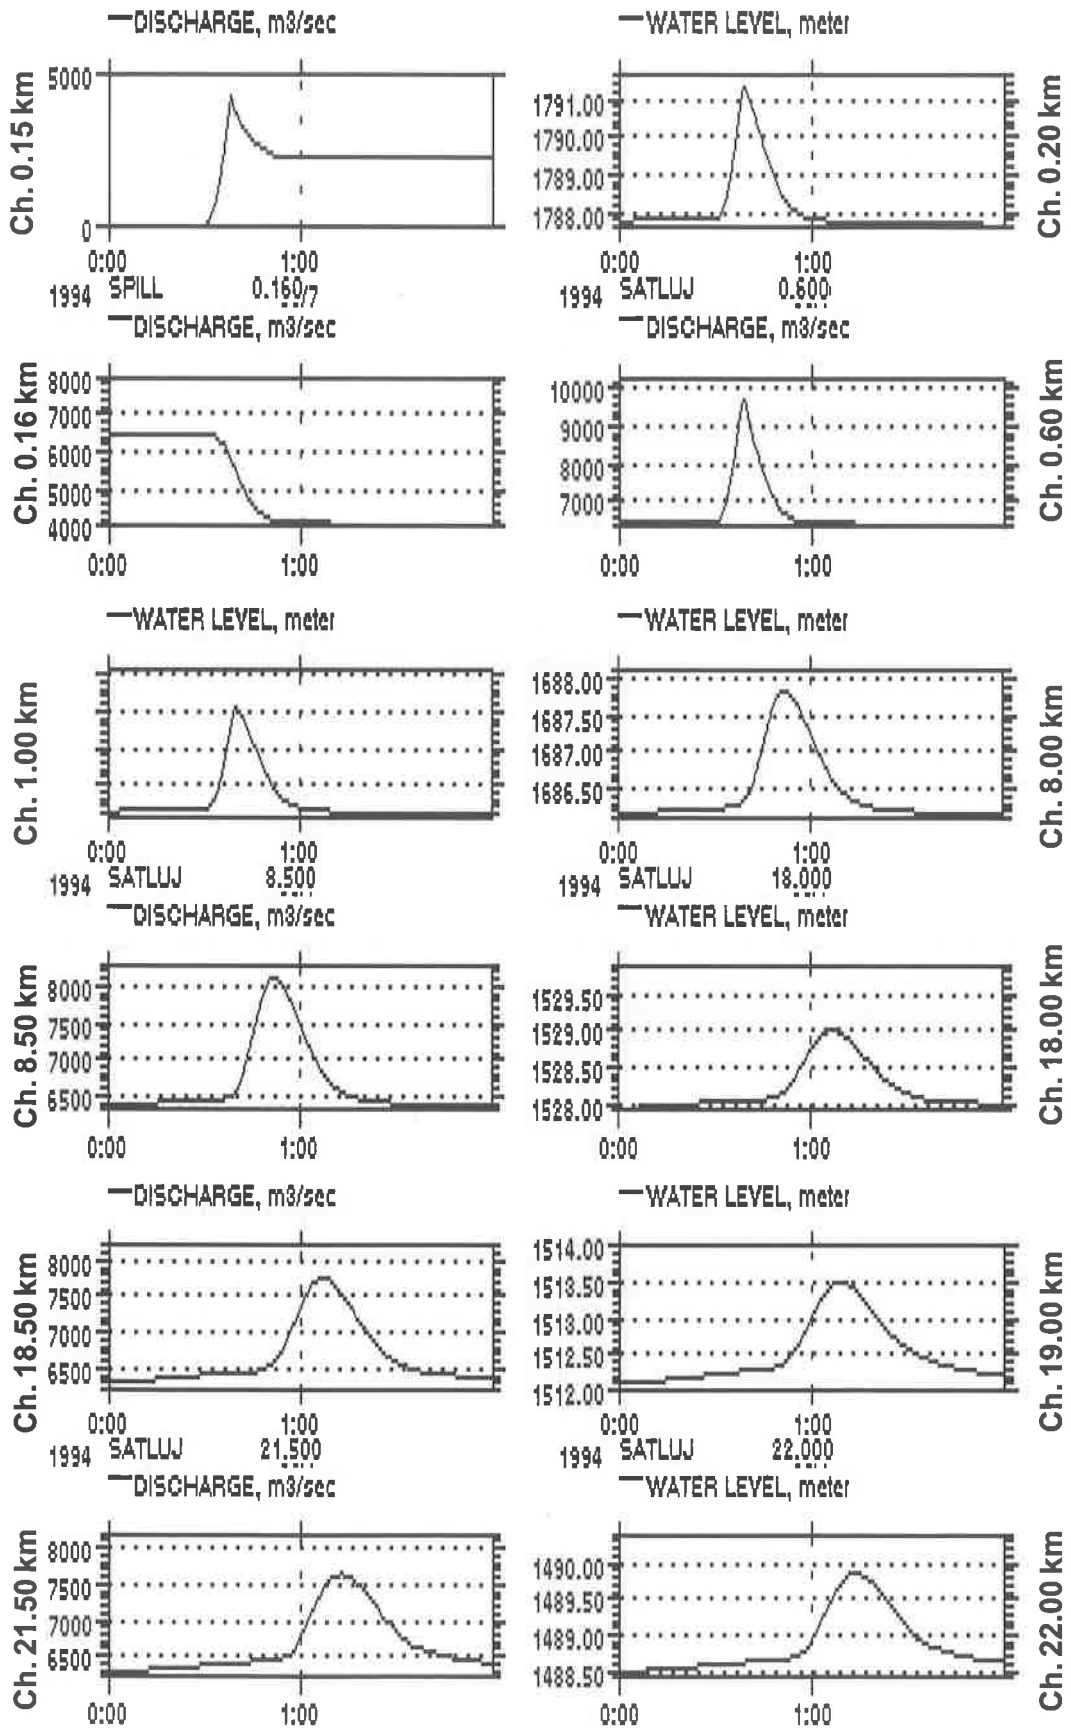 DISCHARGE, m3/sec
Ch. 0.15 km
5000
0
0:00 1:00
1994 SPILL 0.160
WATER LEVEL, meter
Ch. 0.20 km
1791.00
1790.00
1789.00
1788.00
0:00 1:00
1994 SATLUJ 0.600
DISCHARGE, m3/sec
Ch. 0.16 km
8000
7000
6000
5000
4000
0:00 1:00
DISCHARGE, m3/sec
Ch. 0.60 km
10000
9000
8000
7000
0:00 1:00
WATER LEVEL, meter
Ch. 1.00 km
0:00 1:00
1994 SATLUJ 8.500
WATER LEVEL, meter
Ch. 8.00 km
1688.00
1687.50
1687.00
1686.50
0:00 1:00
1994 SATLUJ 18.000
DISCHARGE, m3/sec
Ch. 8.50 km
8000
7500
7000
6500
0:00 1:00
WATER LEVEL, meter
Ch. 18.00 km
1529.50
1529.00
1528.50
1528.00
0:00 1:00
DISCHARGE, m3/sec
Ch. 18.50 km
8000
7500
7000
6500
0:00 1:00
1994 SATLUJ 21.500
WATER LEVEL, meter
Ch. 19.00 km
1514.00
1513.50
1513.00
1512.50
1512.00
0:00 1:00
1994 SATLUJ 22.000
DISCHARGE, m3/sec
Ch. 21.50 km
8000
7500
7000
6500
0:00 1:00
WATER LEVEL, meter
Ch. 22.00 km
1490.00
1489.50
1489.00
1488.50
0:00 1:00